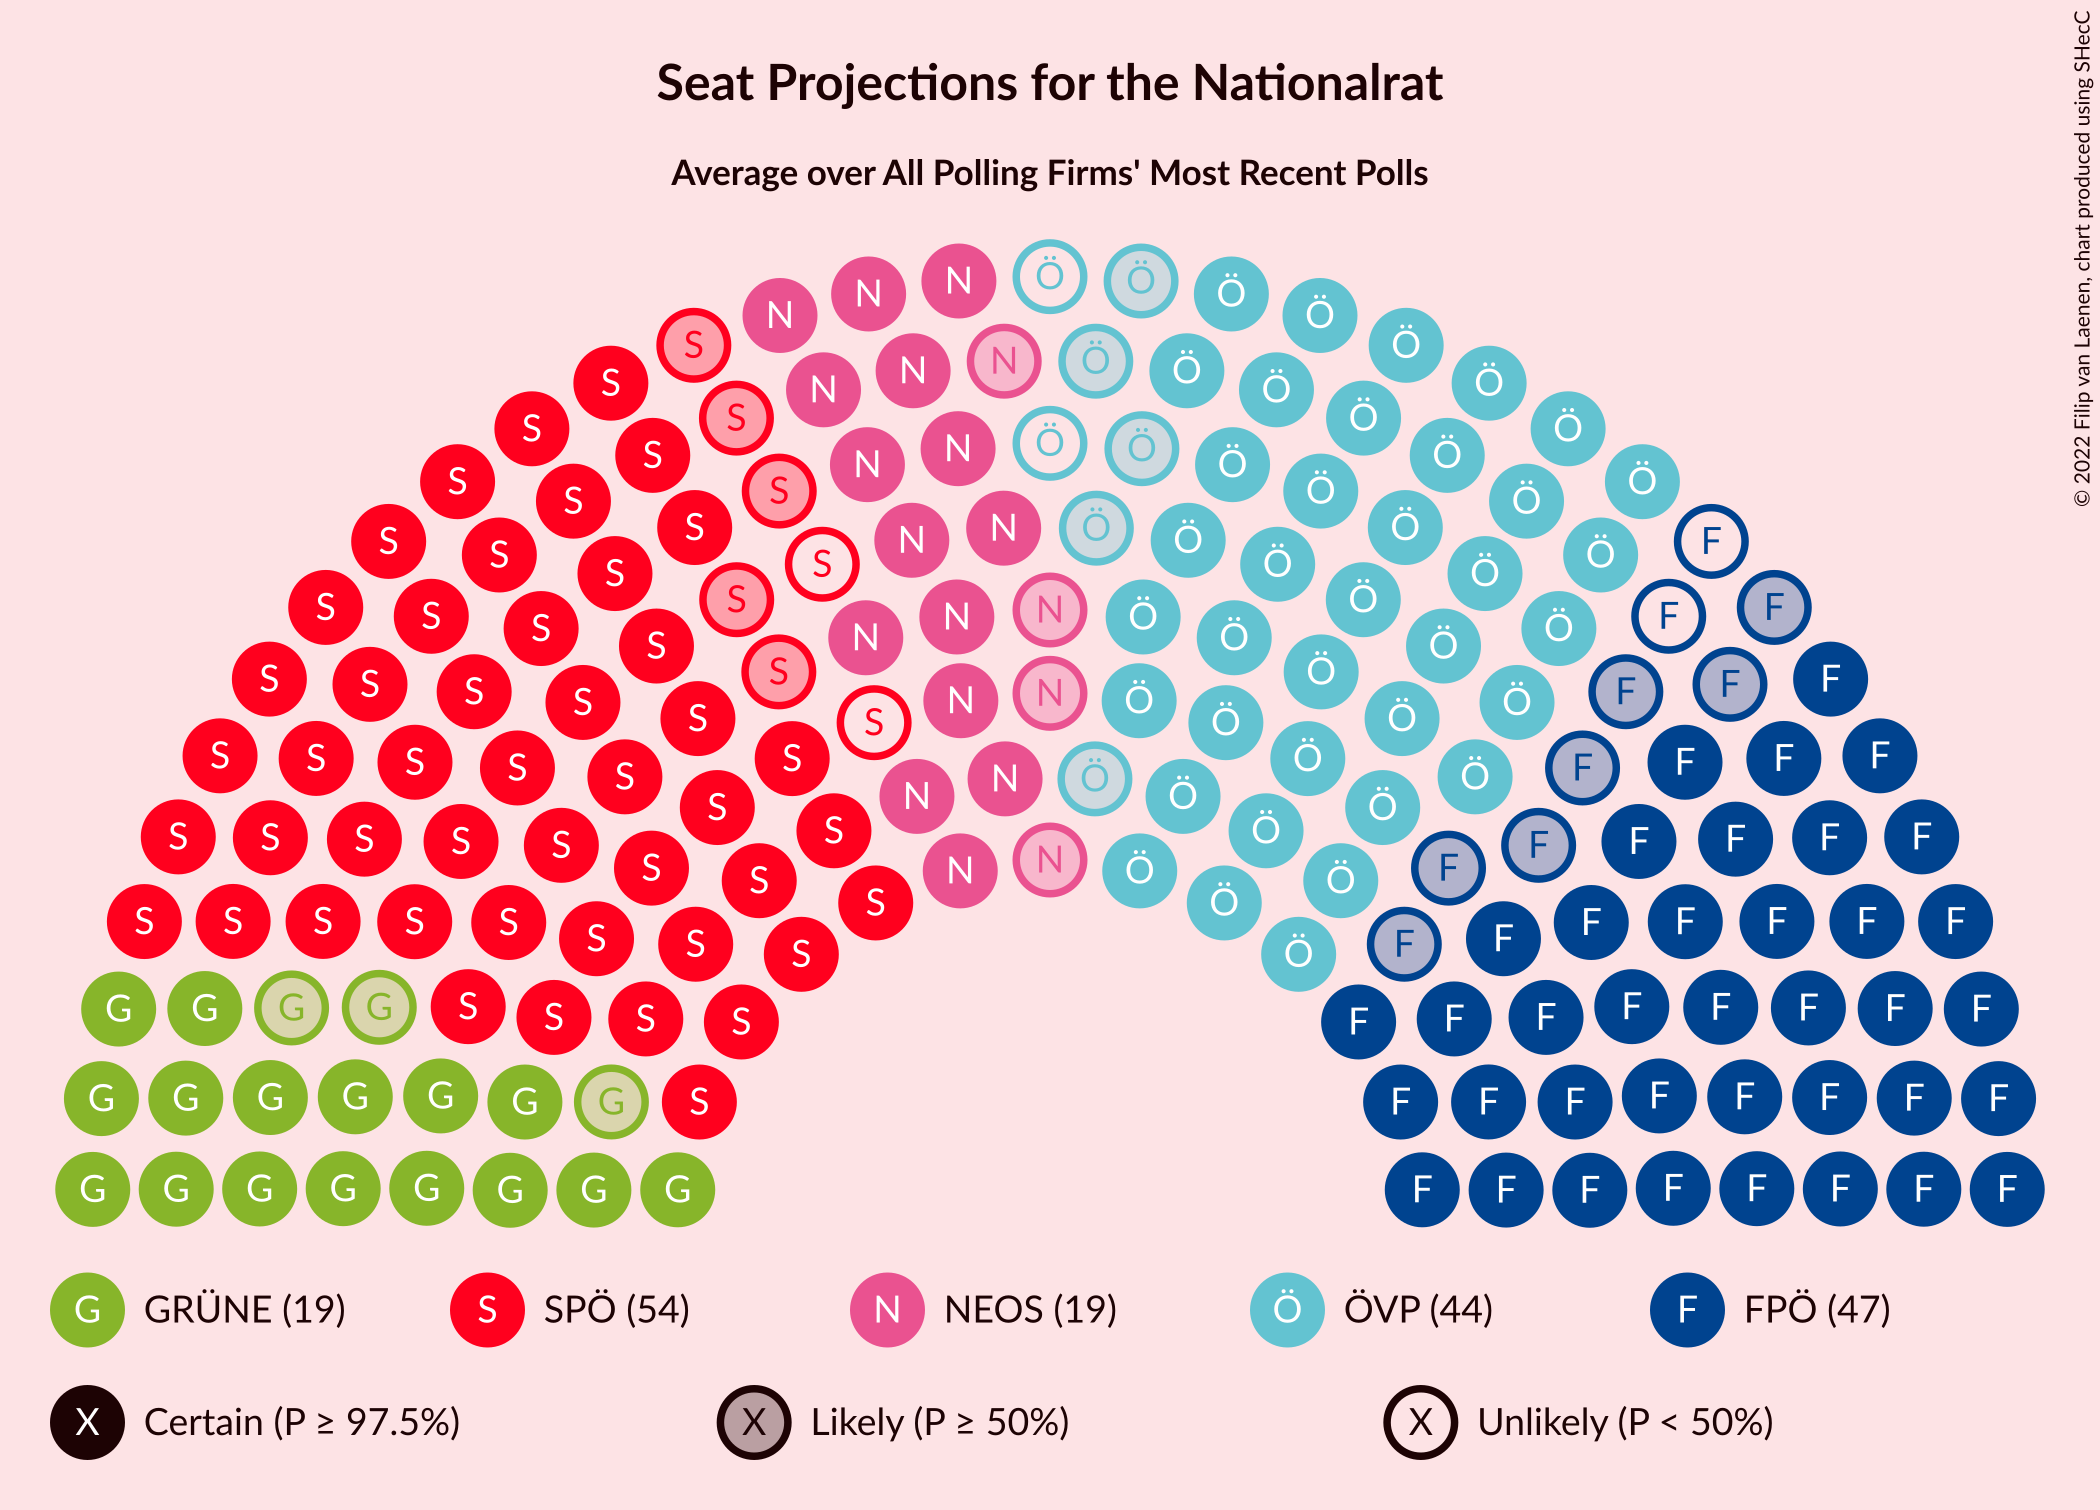 Seat Projections for the Nationalrat
Average over All Polling Firms' Most Recent Polls
© 2022 Filip van Laenen, chart produced using SHecC
N N N Ö Ö Ö Ö Ö
S N N N Ö Ö Ö Ö Ö
S S N N Ö Ö Ö Ö Ö
S S S N N Ö Ö Ö Ö Ö
S S S S N N Ö Ö Ö Ö Ö F
S S S S S N N N Ö Ö Ö Ö Ö F F
S S S S S S N N Ö Ö Ö Ö Ö F F F
S S S S S S S N N Ö Ö Ö Ö Ö F F F F
S S S S S S S N N Ö Ö Ö Ö F F F F F F
S S S S S S S S S Ö Ö F F F F F F F
G G G G S S S S F F F F F F F F
G G G G G G G S F F F F F F F F
G G G G G G G G F F F F F F F F
G GRÜNE (19) S SPÖ (54) N NEOS (19) Ö ÖVP (44) F FPÖ (47)
X Certain (P ≥ 97.5%) X Likely (P ≥ 50%) X Unlikely (P < 50%)